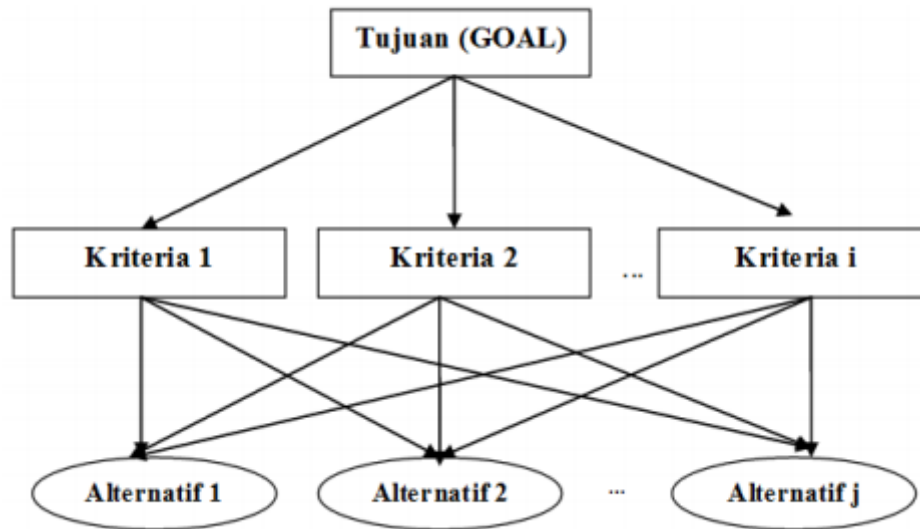 Tujuan (GOAL)
Kriteria 1
Kriteria 2
...
Kriteria i
Alternatif 1
Alternatif 2
...
Alternatif j